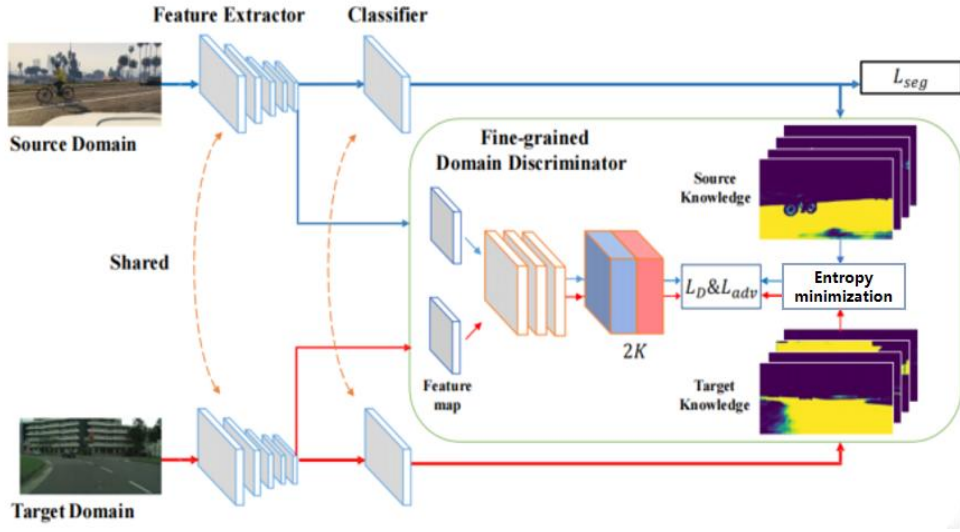 Feature Extractor
Classifier
L_seg
Source Domain
Fine-grained
Domain Discriminator
Source
Knowledge
Shared
L_D&L_adv
Entropy
minimization
2K
Feature
map
Target
Knowledge
Target Domain